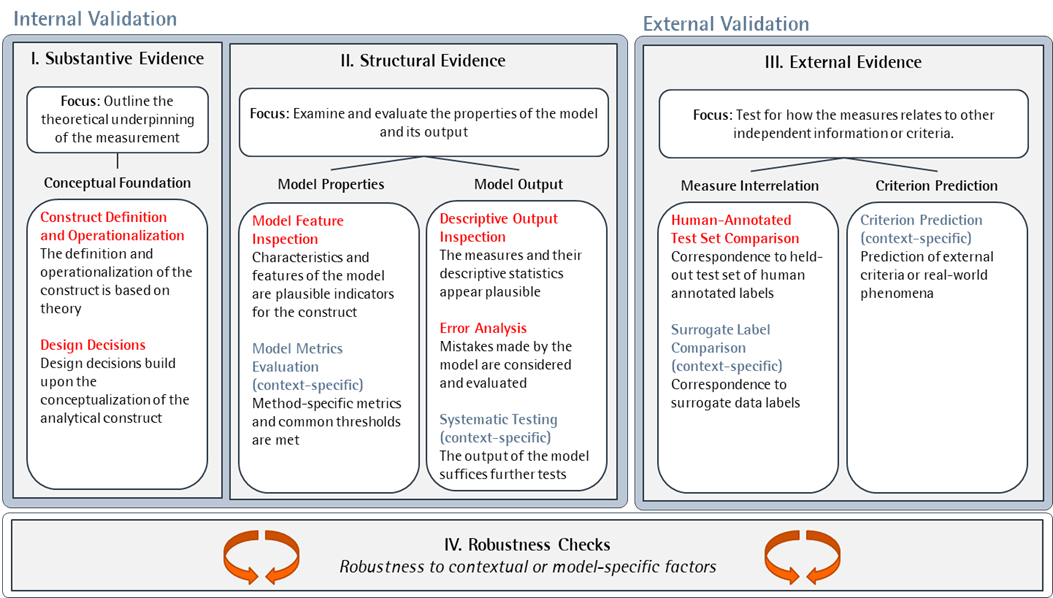 Internal Validation
I. Substantive Evidence
Focus: Outline the
theoretical underpinning
of the measurement
Conceptual Foundation
Construct Definition
and Operationalization
The definition and
operationalization of the
construct is based on
theory
Design Decisions
Design decisions build
upon the
conceptualization of the
analytical construct
II. Structural Evidence
Focus: Examine and evaluate the properties of the model
and its output
Model Properties
Model Feature
Inspection
Characteristics and
features of the model
are plausible indicators
for the construct
Model Metrics
Evaluation
(context-specific)
Method-specific metrics
and common thresholds
are met
Model Output
Descriptive Output
Inspection
The measures and their
descriptive statistics
appear plausible
Error Analysis
Mistakes made by the
model are considered
and evaluated
Systematic Testing
(context-specific)
The output of the model
suffices further tests
External Validation
III. External Evidence
Focus: Test for how the measures relates to other
independent information or criteria.
Measure Interrelation
Human-Annotated
Test Set Comparison
Correspondence to held-
out test set of human
annotated labels
Surrogate Label
Comparison
(context-specific)
Correspondence to
surrogate data labels
Criterion Prediction
Criterion Prediction
(context-specific)
Prediction of external
criteria or real-world
phenomena
IV. Robustness Checks
Robustness to contextual or model-specific factors